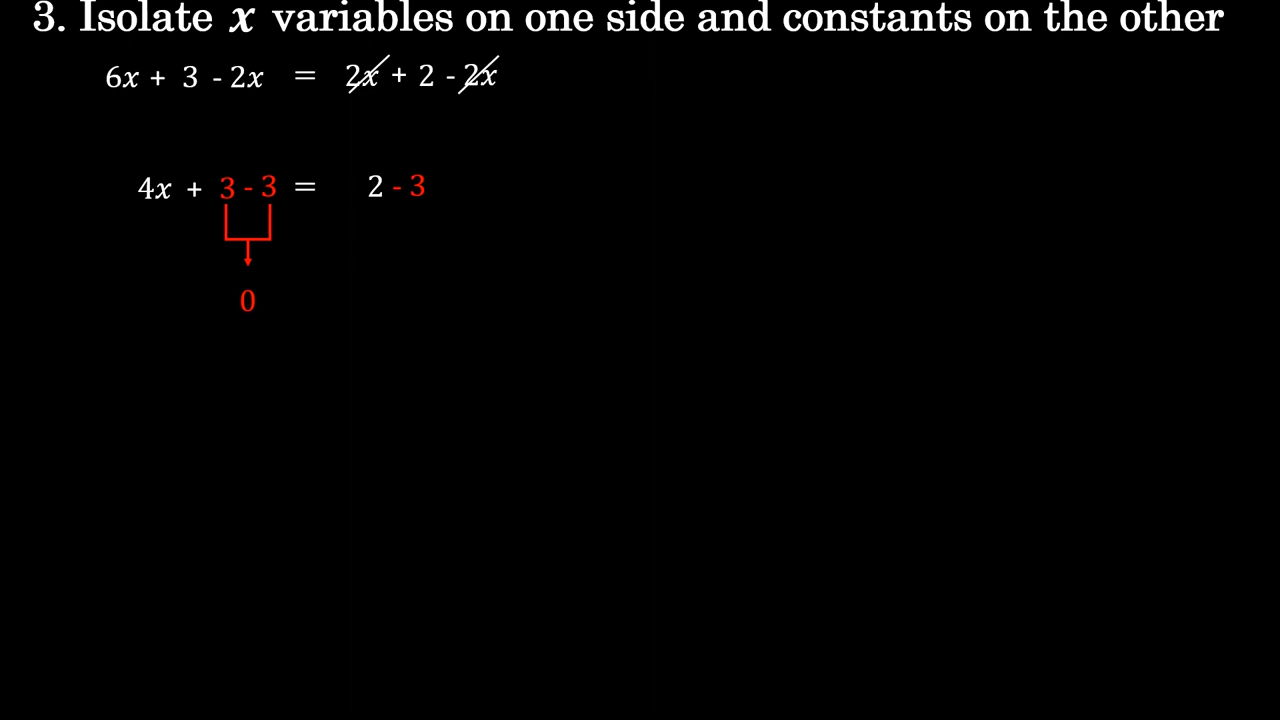 3. Isolate x variables on one side and constants on the other
6x + 3 - 2x = 2x + 2 - 2x
4x + 3 - 3 = 2 - 3
0